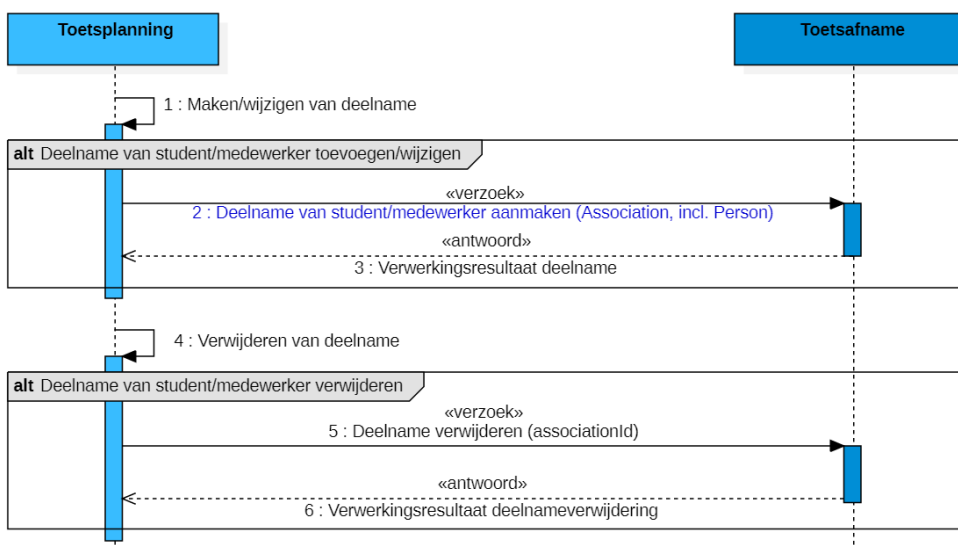 Toetsplanning
Toetsafname
1 : Maken/wijzigen van deelname
alt Deelname van student/medewerker toevoegen/wijzigen
«verzoek»
2 : Deelname van student/medewerker aanmaken (Association, incl. Person)
«antwoord»
3 : Verwerkingsresultaat deelname
4 : Verwijderen van deelname
alt Deelname van student/medewerker verwijderen
«verzoek»
5 : Deelname verwijderen (associationId)
«antwoord»
6 : Verwerkingsresultaat deelnameverwijdering